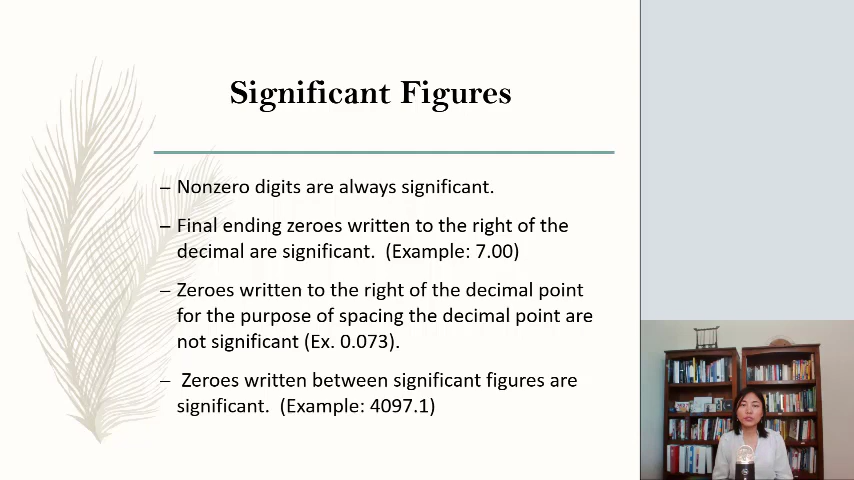 Significant Figures
– Nonzero digits are always significant.
– Final ending zeroes written to the right of the
decimal are significant. (Example: 7.00)
– Zeroes written to the right of the decimal point
for the purpose of spacing the decimal point are
not significant (Ex. 0.073).
– Zeroes written between significant figures are
significant. (Example: 4097.1)